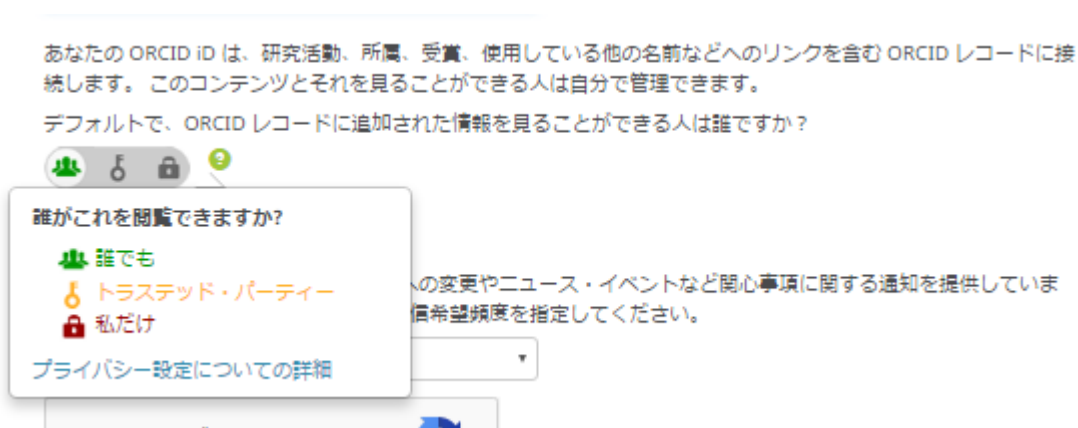 あなたの ORCID iD は、研究活動、所属、受賞、使用している他の名前などへのリンクを含む ORCID レコードに接
続します。 このコンテンツとそれを見ることができる人は自分で管理できます。
デフォルトで、ORCID レコードに追加された情報を見ることができる人は誰ですか ?
誰がこれを閲覧できますか?
誰でも
トラステッド・パーティー
私だけ
プライバシー設定についての詳細
への変更やニュース・イベントなど関心事項に関する通知を提供していま
信希望頻度を指定してください。